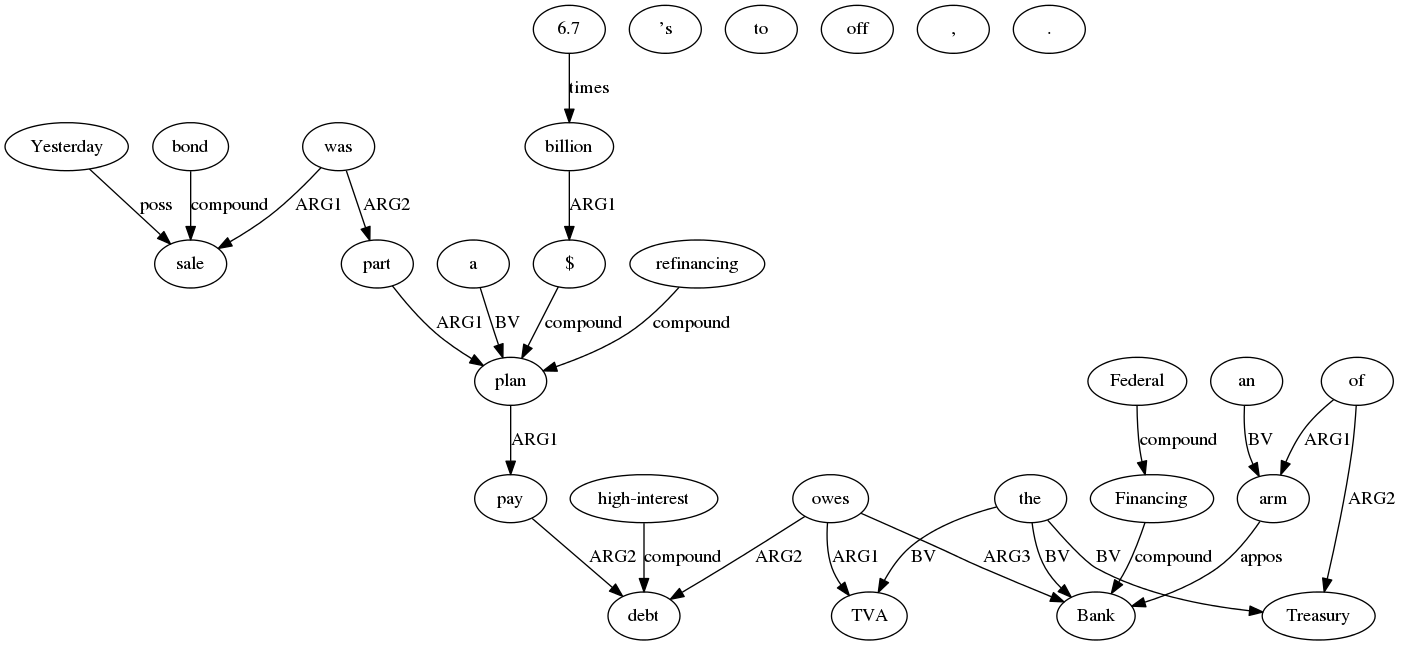 6.7 ’s to off , .
times
Yesterday bond was billion
poss compound ARG1 ARG2 ARG1
sale part a $ refinancing
ARG1 BV compound compound
plan Federal an of
ARG1 compound BV ARG1
pay high-interest owes the Financing arm ARG2
ARG2 compound ARG2 ARG1 BV ARG3 BV BV compound appos
debt TVA Bank Treasury